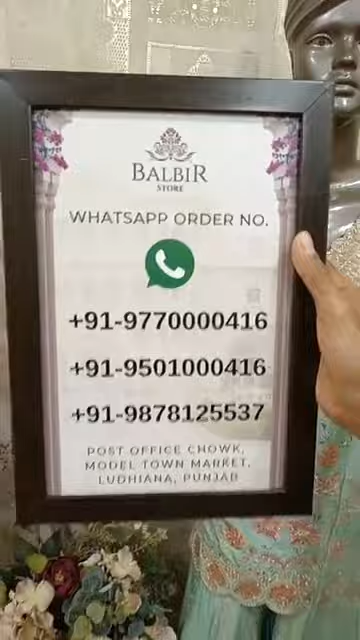 BALBIR
STORE
WHATSAPP ORDER NO.
+91-9770000416
+91-9501000416
+91-9878125537
POST OFFICE CHOWK,
MODEL TOWN MARKET,
LUDHIANA, PUNJAB